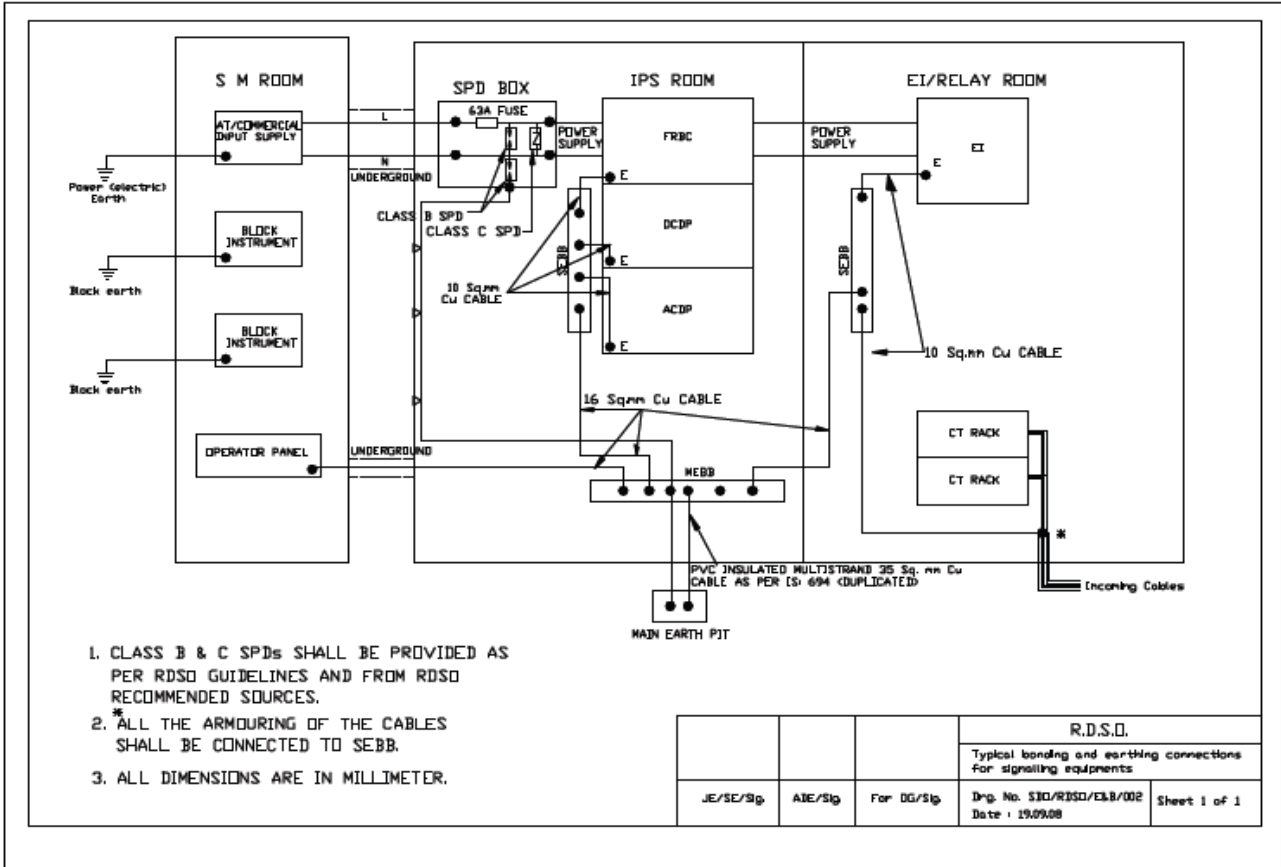 S M ROOM
SPD BOX
IPS ROOM
EI/RELAY ROOM
AT/COMMERCIAL
INPUT SUPPLY
L
N
UNDERGROUND
63A FUSE
POWER
SUPPLY
FRBC
POWER
SUPPLY
EI
E
E
Power (electric)
Earth
CLASS B SPD
CLASS C SPD
BLOCK
INSTRUMENT
Block earth
SEBB
DCDP
E
SEBB
10 Sq.mm
Cu CABLE
ACDP
E
BLOCK
INSTRUMENT
Block earth
10 Sq.mm Cu CABLE
16 Sq.mm Cu CABLE
OPERATOR PANEL
UNDERGROUND
MEBB
CT RACK
CT RACK
*
PVC INSULATED MULTISTRAND 35 Sq. mm Cu
CABLE AS PER IS: 694 (DUPLICATED)
Incoming Cables
MAIN EARTH PIT
1. CLASS B & C SPDs SHALL BE PROVIDED AS
PER RDSO GUIDELINES AND FROM RDSO
RECOMMENDED SOURCES.
*
2. ALL THE ARMOURING OF THE CABLES
SHALL BE CONNECTED TO SEBB.
3. ALL DIMENSIONS ARE IN MILLIMETER.
R.D.S.O.
Typical bonding and earthing connections
for signalling equipments
JE/SE/Sig.
ADE/Sig
For DG/Sig.
Drg. No. SDO/RDSO/E&B/002
Date : 19.09.08
Sheet 1 of 1